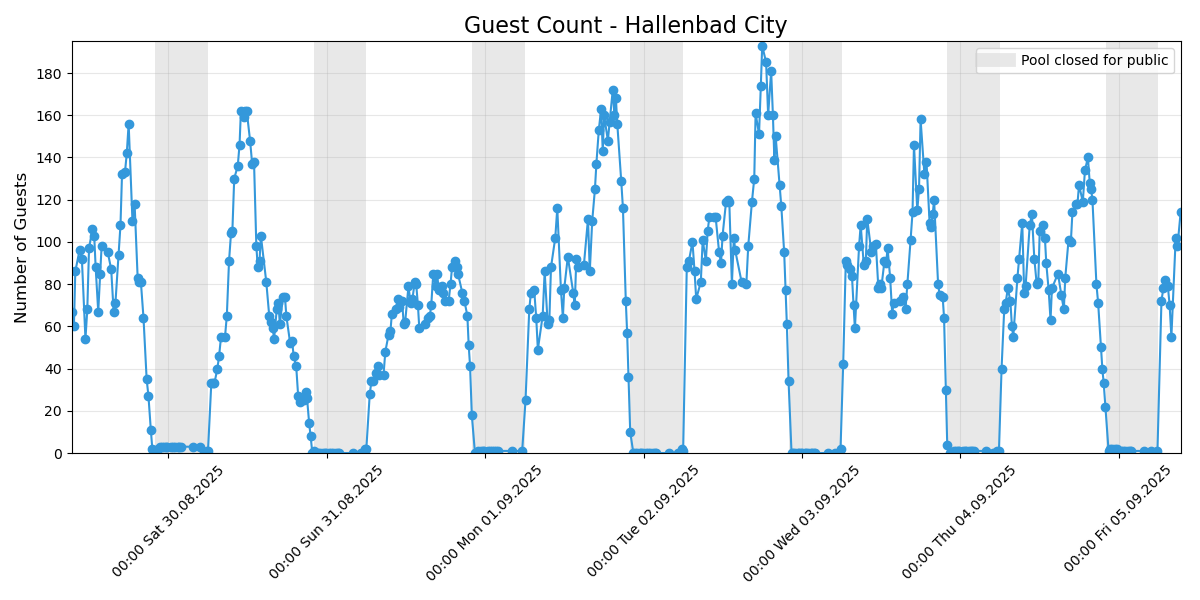 Guest Count - Hallenbad City
Pool closed for public
Number of Guests
180
160
140
120
100
80
60
40
20
0
00:00 Sat 30.08.2025
00:00 Sun 31.08.2025
00:00 Mon 01.09.2025
00:00 Tue 02.09.2025
00:00 Wed 03.09.2025
00:00 Thu 04.09.2025
00:00 Fri 05.09.2025